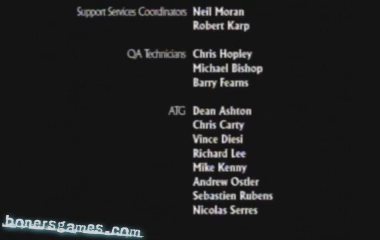 Support Services Coordinators Neil Moran
Robert Karp
QA Technicians Chris Hopley
Michael Bishop
Barry Fearns
ATG Dean Ashton
Chris Carty
Vince Diesi
Richard Lee
Mike Kenny
Andrew Ostler
Sebastien Rubens
Nicolas Serres
bonersgames.com